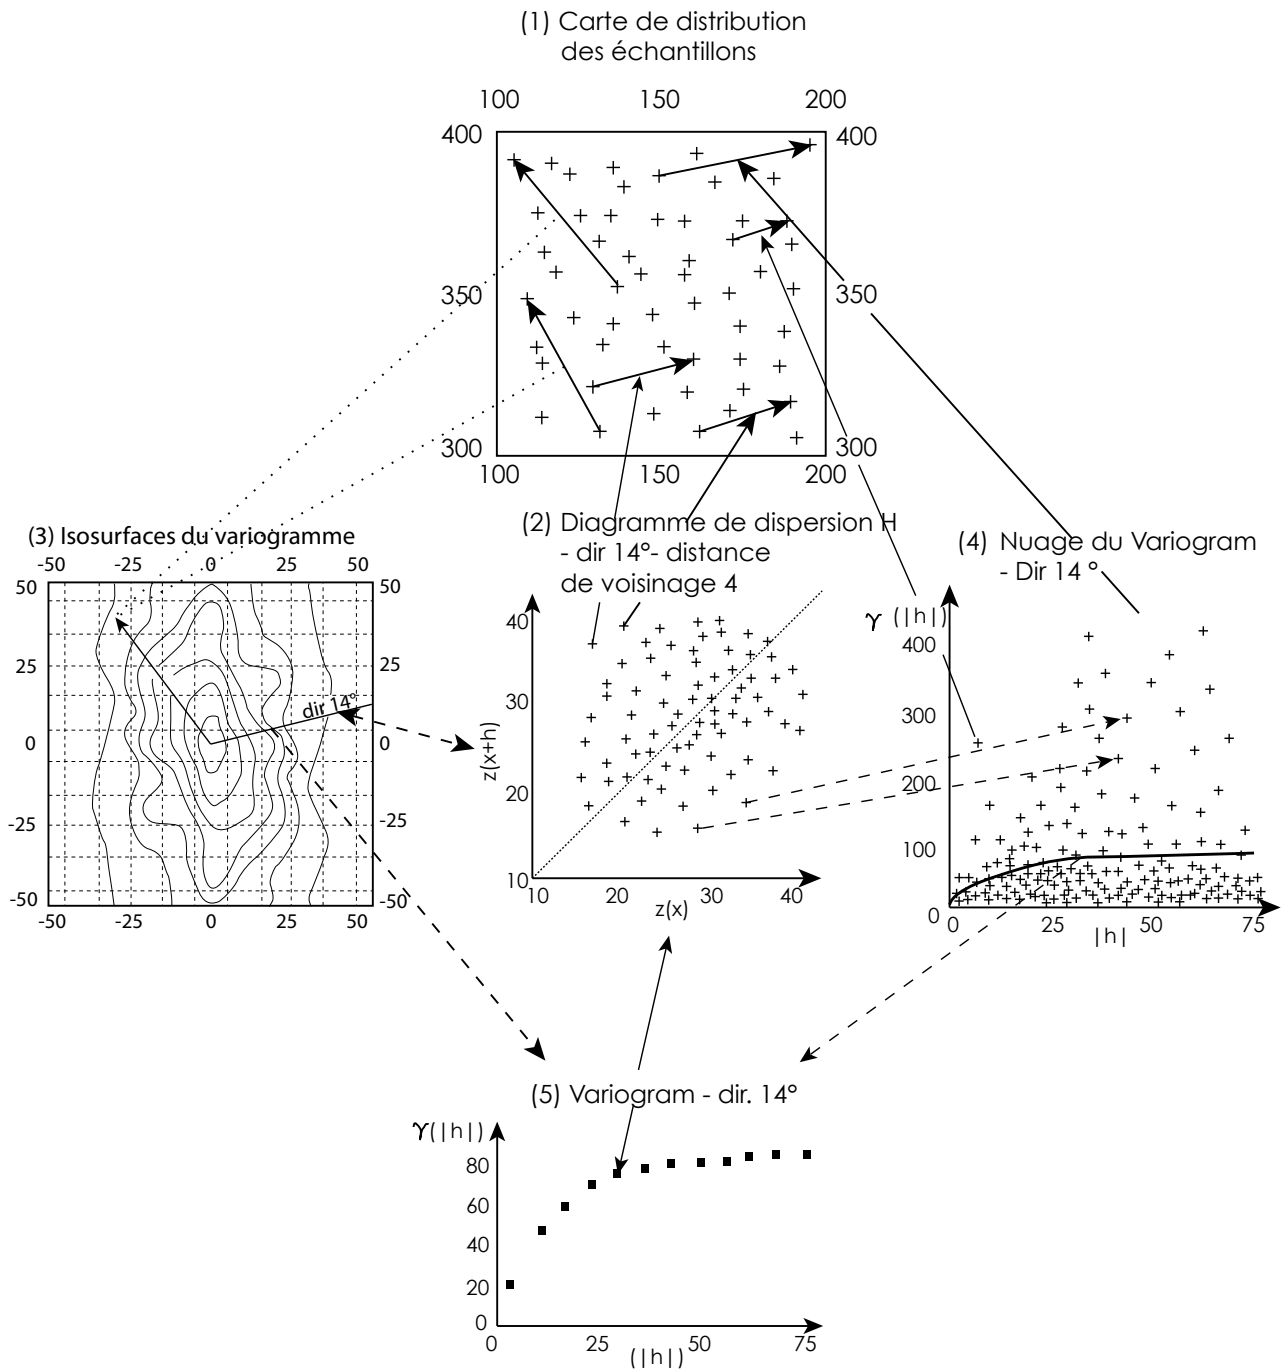 (1) Carte de distribution
des échantillons
100 150 200
400 400
350 350
300 300
100 150 200
(3) Isosurfaces du variogramme
-50 -25 0 25 50
50 50
25 25
dir 14°
0 0
-25 -25
-50 -50
-50 -25 0 25 50
(2) Diagramme de dispersion H
- dir 14°- distance
de voisinage 4
40
30
z(x+h)
20
10
10 20 30 40
z(x)
(4) Nuage du Variogram
- Dir 14 °
γ (|h|)
400
300
200
100
0
0 25 50 75
|h|
(5) Variogram - dir. 14°
γ(|h|)
80
60
40
20
0
0 25 50 75
(|h|)